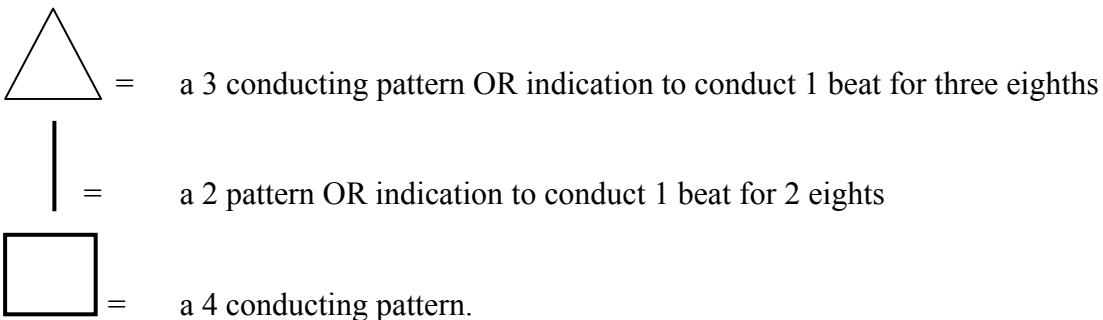 = a 3 conducting pattern OR indication to conduct 1 beat for three eighths
= a 2 pattern OR indication to conduct 1 beat for 2 eights
= a 4 conducting pattern.